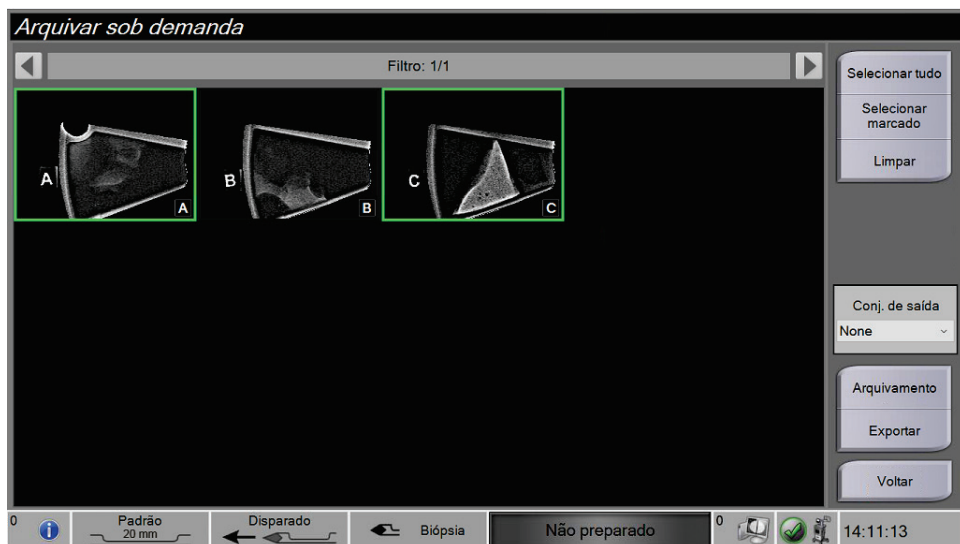 Arquivar sob demanda
Filtro: 1/1
Selecionar tudo
Selecionar
marcado
Limpar
A
A
B
B
C
C
Conj. de saída
None
Arquivamento
Exportar
Voltar
0
Padrão
20 mm
Disparado
Biópsia
Não preparado
0
14:11:13